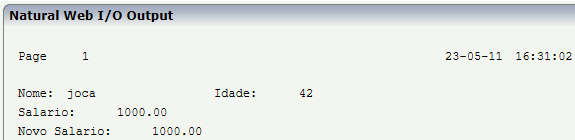 Natural Web I/O Output
Page 1 23-05-11 16:31:02
Nome: joca Idade: 42
Salario: 1000.00
Novo Salario: 1000.00